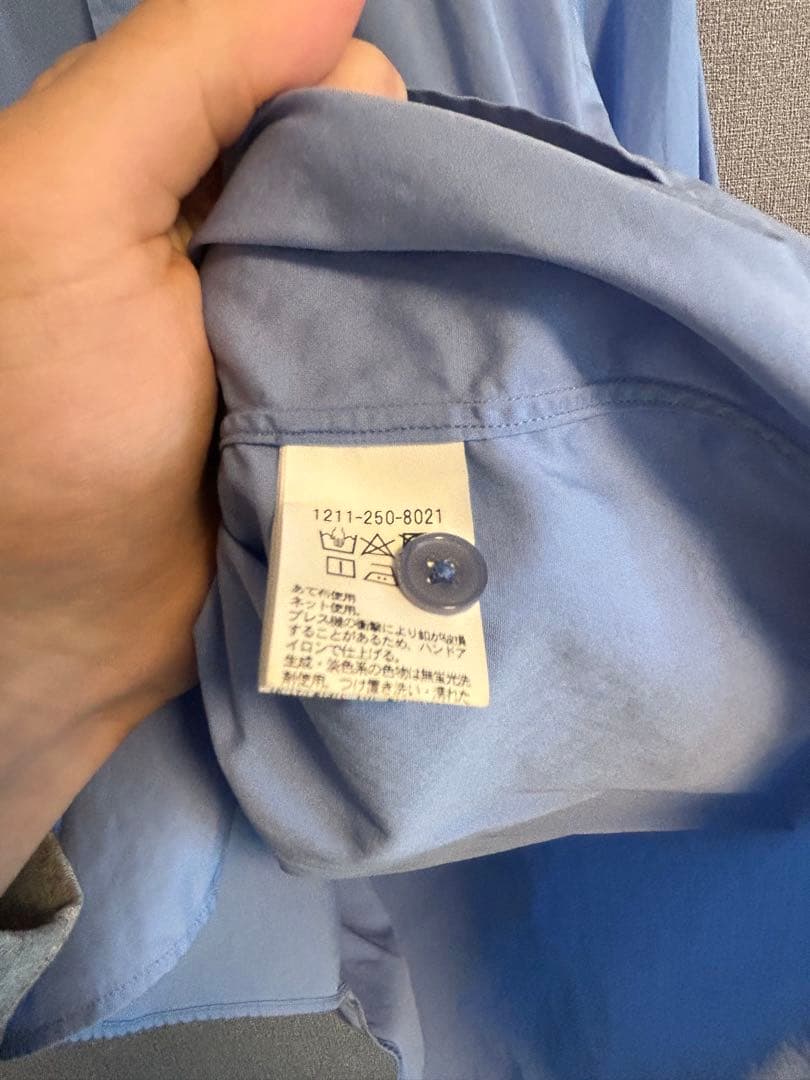 1211-250-8021
あて布使用
ネット使用。
プレス機の衝撃により釦が破損
することがあるため、ハンドア
イロンで仕上げる。
生成・淡色系の色物は無蛍光洗
剤使用。つけ置き洗い・濡れた